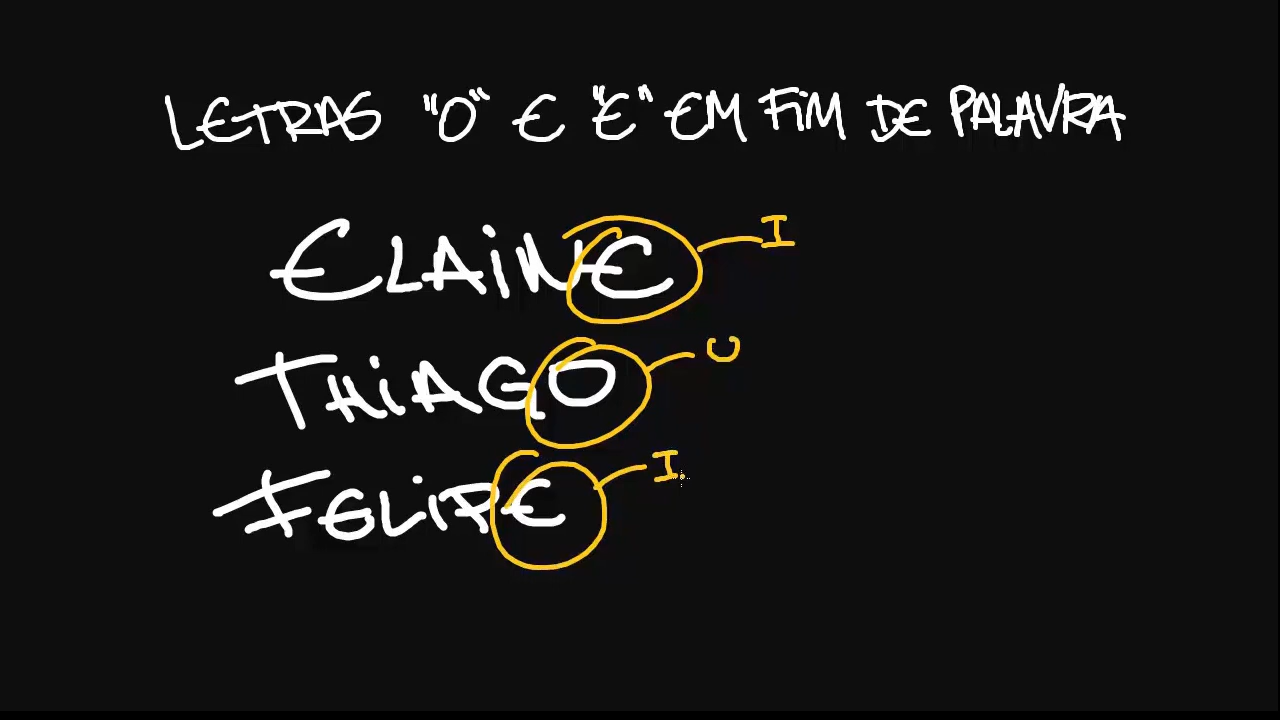 LETRAS "O" E "E" EM FIM DE PALAVRA
ELAINE I
THIAGO U
FELIPE I